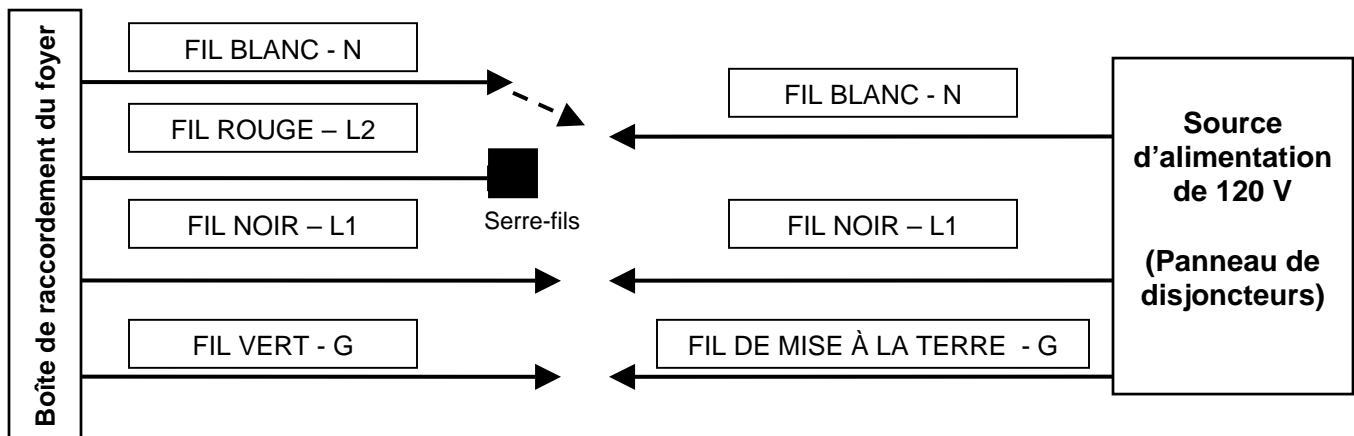 Boîte de raccordement du foyer
FIL BLANC - N
FIL ROUGE – L2
Serre-fils
FIL NOIR – L1
FIL VERT - G
FIL BLANC - N
FIL NOIR – L1
FIL DE MISE À LA TERRE - G
Source
d’alimentation
de 120 V
(Panneau de
disjoncteurs)